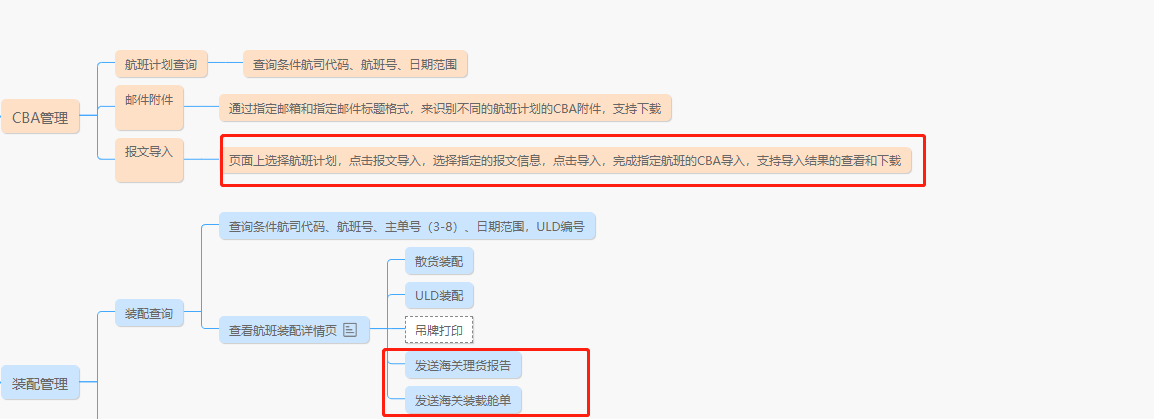 航班计划查询
查询条件航司代码、航班号、日期范围
邮件附件
通过指定邮箱和指定邮件标题格式，来识别不同的航班计划的CBA附件，支持下载
CBA管理
报文导入
页面上选择航班计划，点击报文导入，选择指定的报文信息，点击导入，完成指定航班的CBA导入，支持导入结果的查看和下载
查询条件航司代码、航班号、主单号（3-8）、日期范围，ULD编号
散货装配
ULD装配
装配查询
查看航班装配详情页
吊牌打印
发送海关理货报告
装配管理
发送海关装载舱单